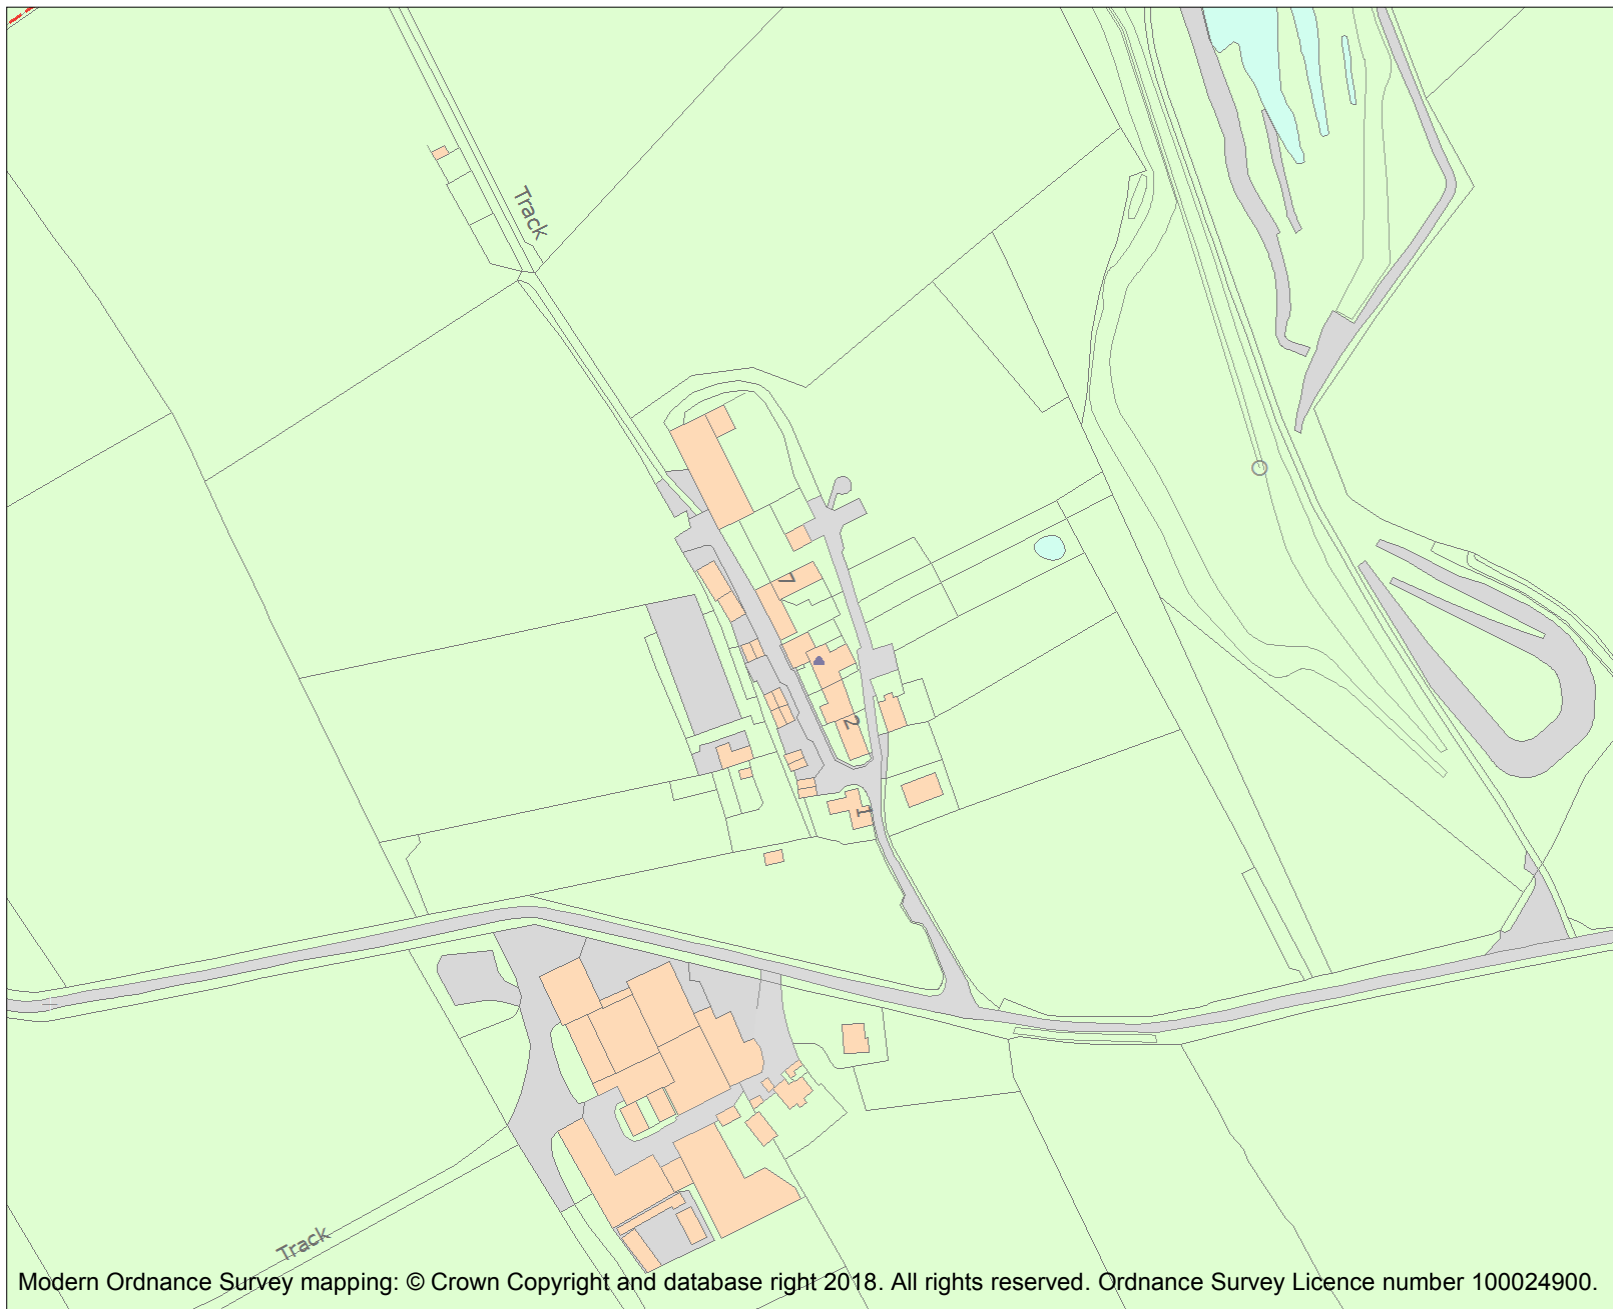 Track
7
2
1
Track
Modern Ordnance Survey mapping: © Crown Copyright and database right 2018. All rights reserved. Ordnance Survey Licence number 100024900.